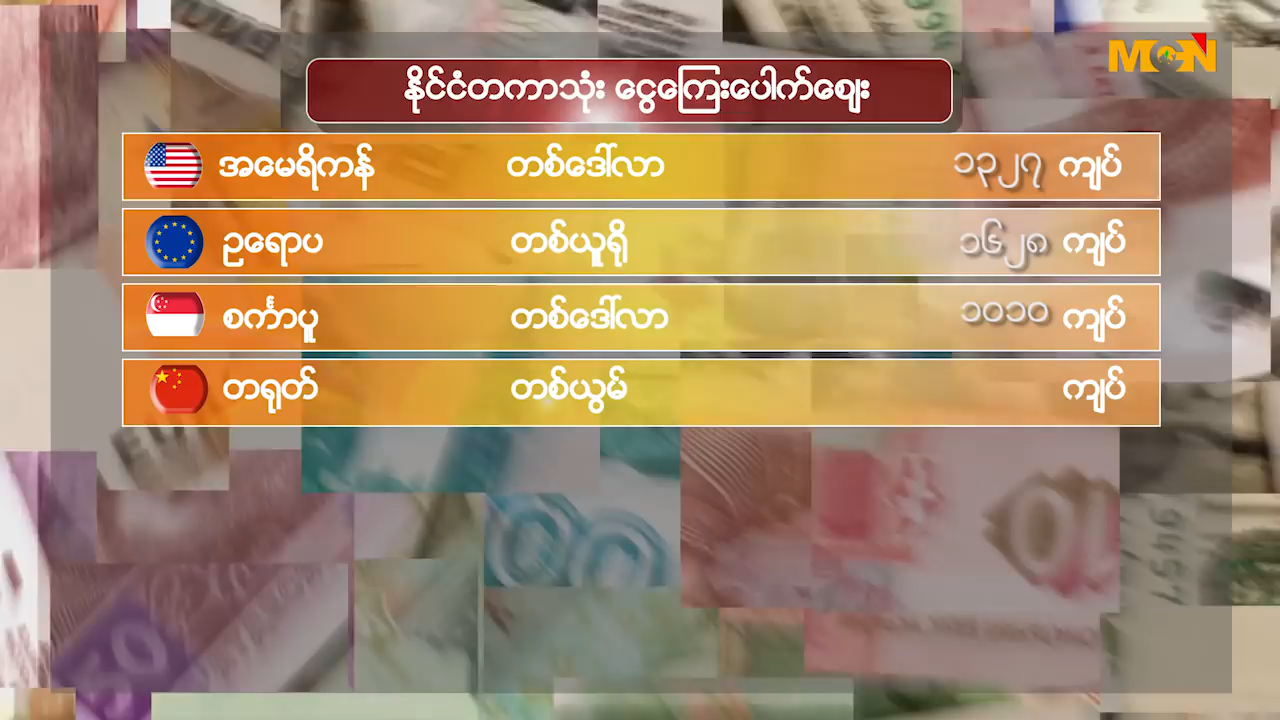 MCN
နိုင်ငံတကာသုံး ငွေကြေးပေါက်ဈေး
အမေရိကန် တစ်ဒေါ်လာ ၁၃၂၇ ကျပ်
ဥရောပ တစ်ယူရို ၁၆၂၈ ကျပ်
စင်္ကာပူ တစ်ဒေါ်လာ ၁၀၁၀ ကျပ်
တရုတ် တစ်ယွမ် ကျပ်